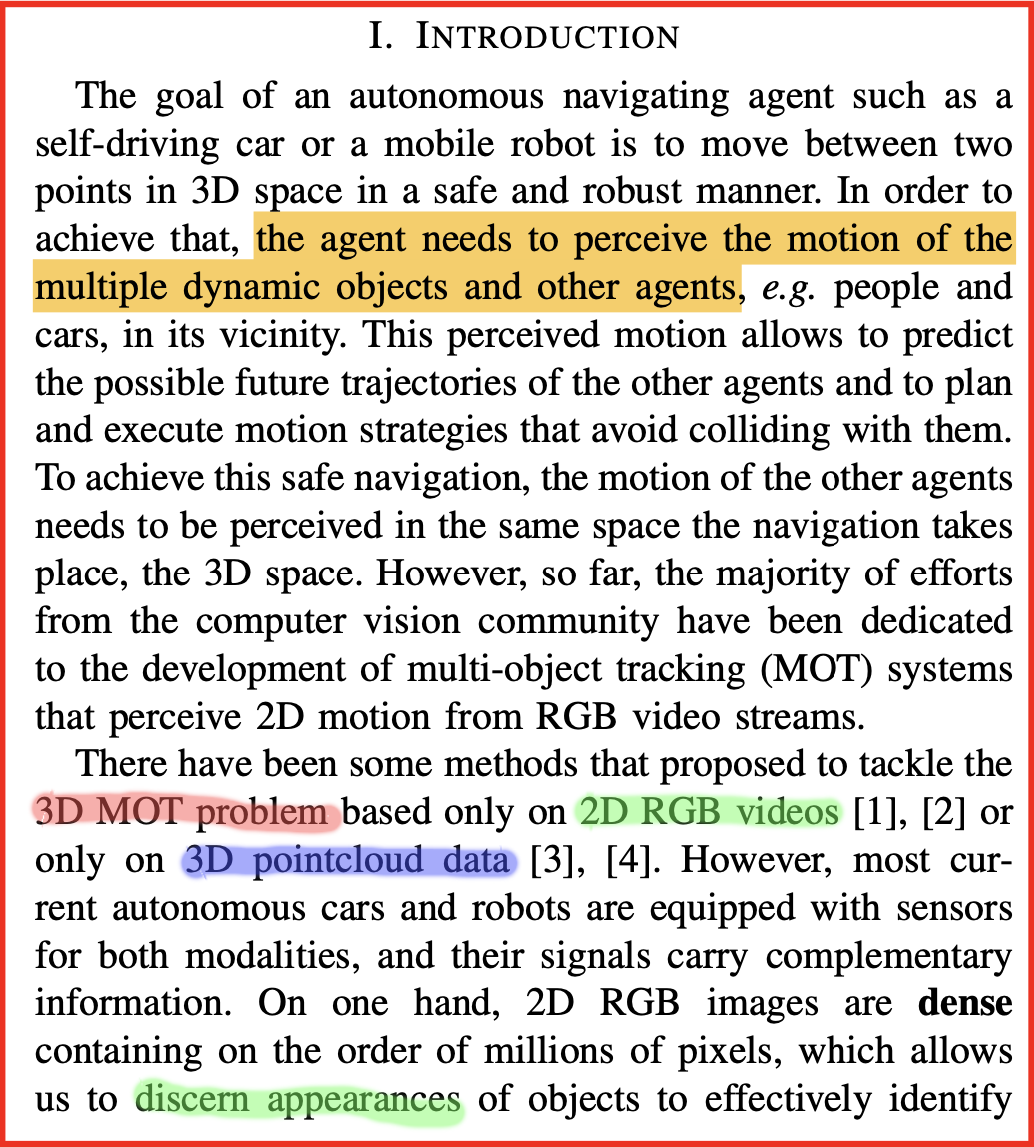 I. INTRODUCTION
The goal of an autonomous navigating agent such as a
self-driving car or a mobile robot is to move between two
points in 3D space in a safe and robust manner. In order to
achieve that, the agent needs to perceive the motion of the
multiple dynamic objects and other agents, e.g. people and
cars, in its vicinity. This perceived motion allows to predict
the possible future trajectories of the other agents and to plan
and execute motion strategies that avoid colliding with them.
To achieve this safe navigation, the motion of the other agents
needs to be perceived in the same space the navigation takes
place, the 3D space. However, so far, the majority of efforts
from the computer vision community have been dedicated
to the development of multi-object tracking (MOT) systems
that perceive 2D motion from RGB video streams.
There have been some methods that proposed to tackle the
3D MOT problem based only on 2D RGB videos [1], [2] or
only on 3D pointcloud data [3], [4]. However, most cur-
rent autonomous cars and robots are equipped with sensors
for both modalities, and their signals carry complementary
information. On one hand, 2D RGB images are dense
containing on the order of millions of pixels, which allows
us to discern appearances of objects to effectively identify